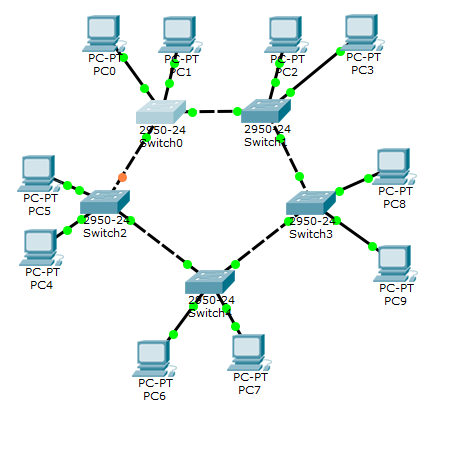 PC-PT
PC0
PC-PT
PC1
PC-PT
PC2
PC-PT
PC3
2950-24
Switch0
2950-24
PC-PT
PC5
2950-24
Switch2
PC-PT
PC4
2950-24
Switch3
PC-PT
PC8
PC-PT
PC9
2950-24
PC-PT
PC6
PC-PT
PC7